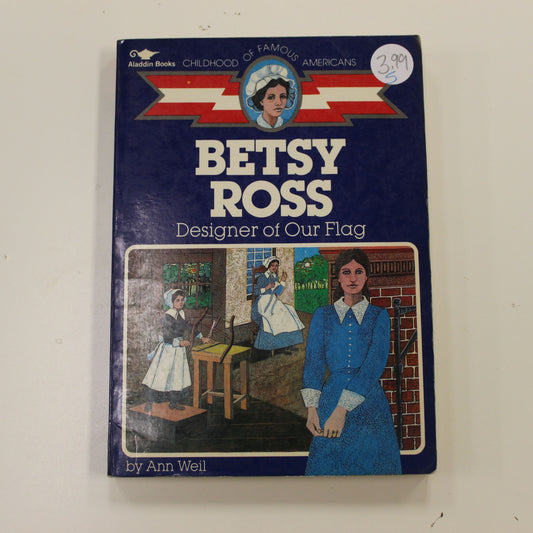 Aladdin Books
CHILDHOOD OF FAMOUS AMERICANS
3.99
S
BETSY
ROSS
Designer of Our Flag
by Ann Weil